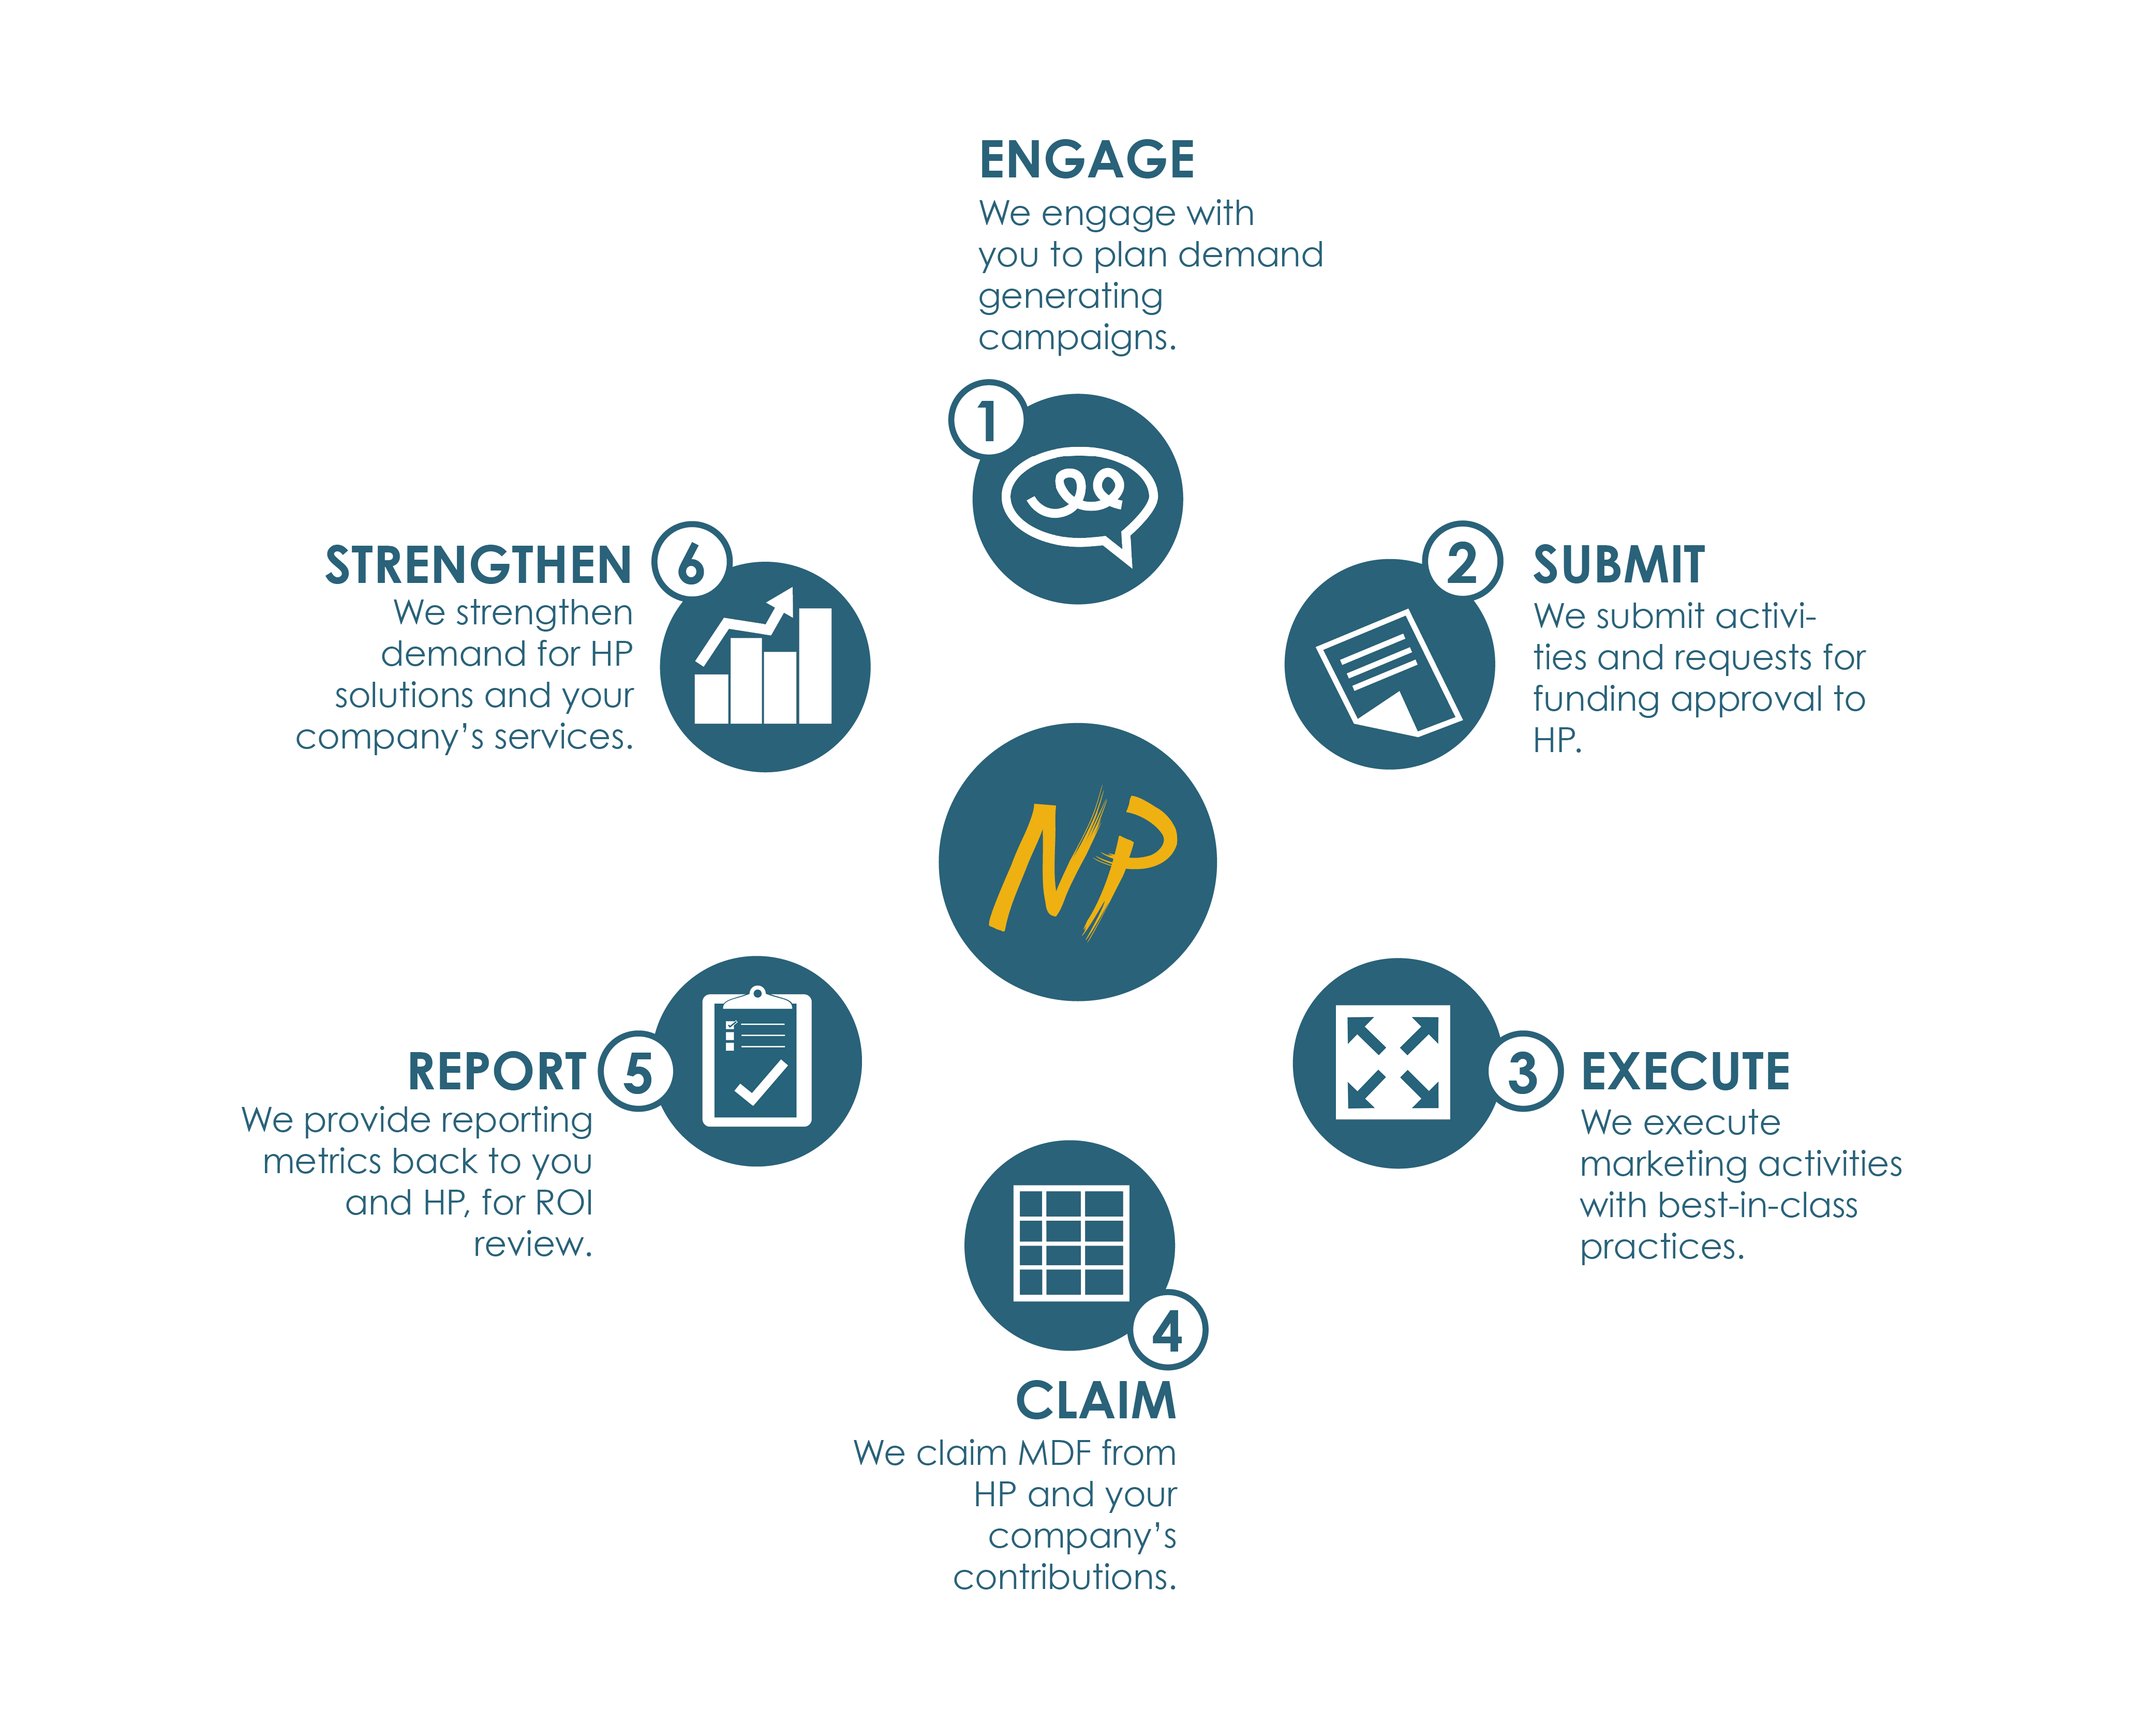 ENGAGE
We engage with
you to plan demand
generating
campaigns.
1
2
SUBMIT
We submit activi-
ties and requests for
funding approval to
HP.
3
EXECUTE
We execute
marketing activities
with best-in-class
practices.
4
CLAIM
We claim MDF from
HP and your
company’s
contributions.
5
REPORT
We provide reporting
metrics back to you
and HP, for ROI
review.
6
STRENGTHEN
We strengthen
demand for HP
solutions and your
company’s services.
NP